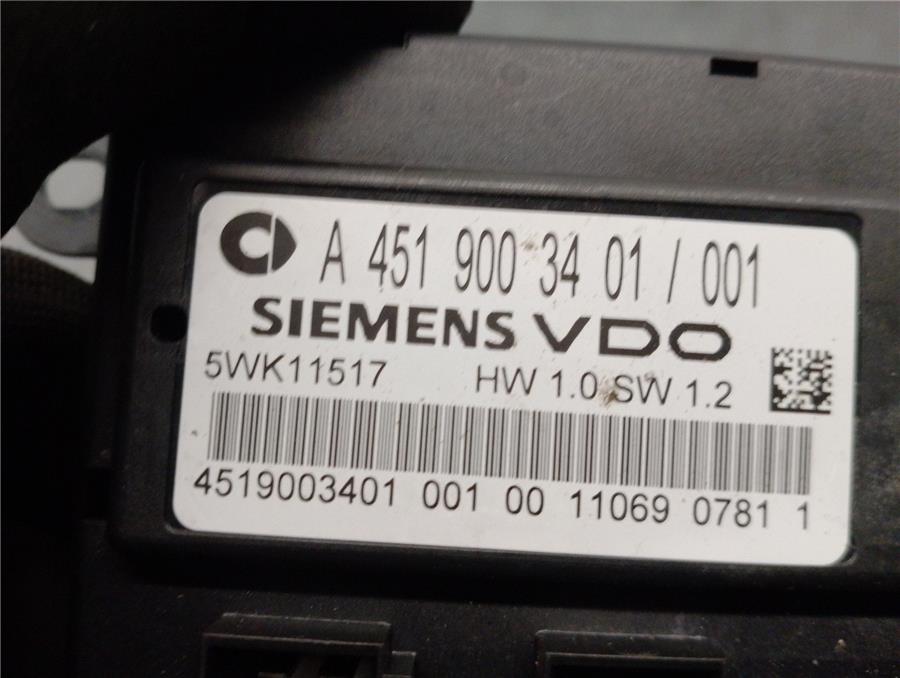 A 451 900 34 01 / 001
SIEMENS VDO
5WK11517 HW 1.0 SW 1.2
4519003401 001 00 11069 0781 1